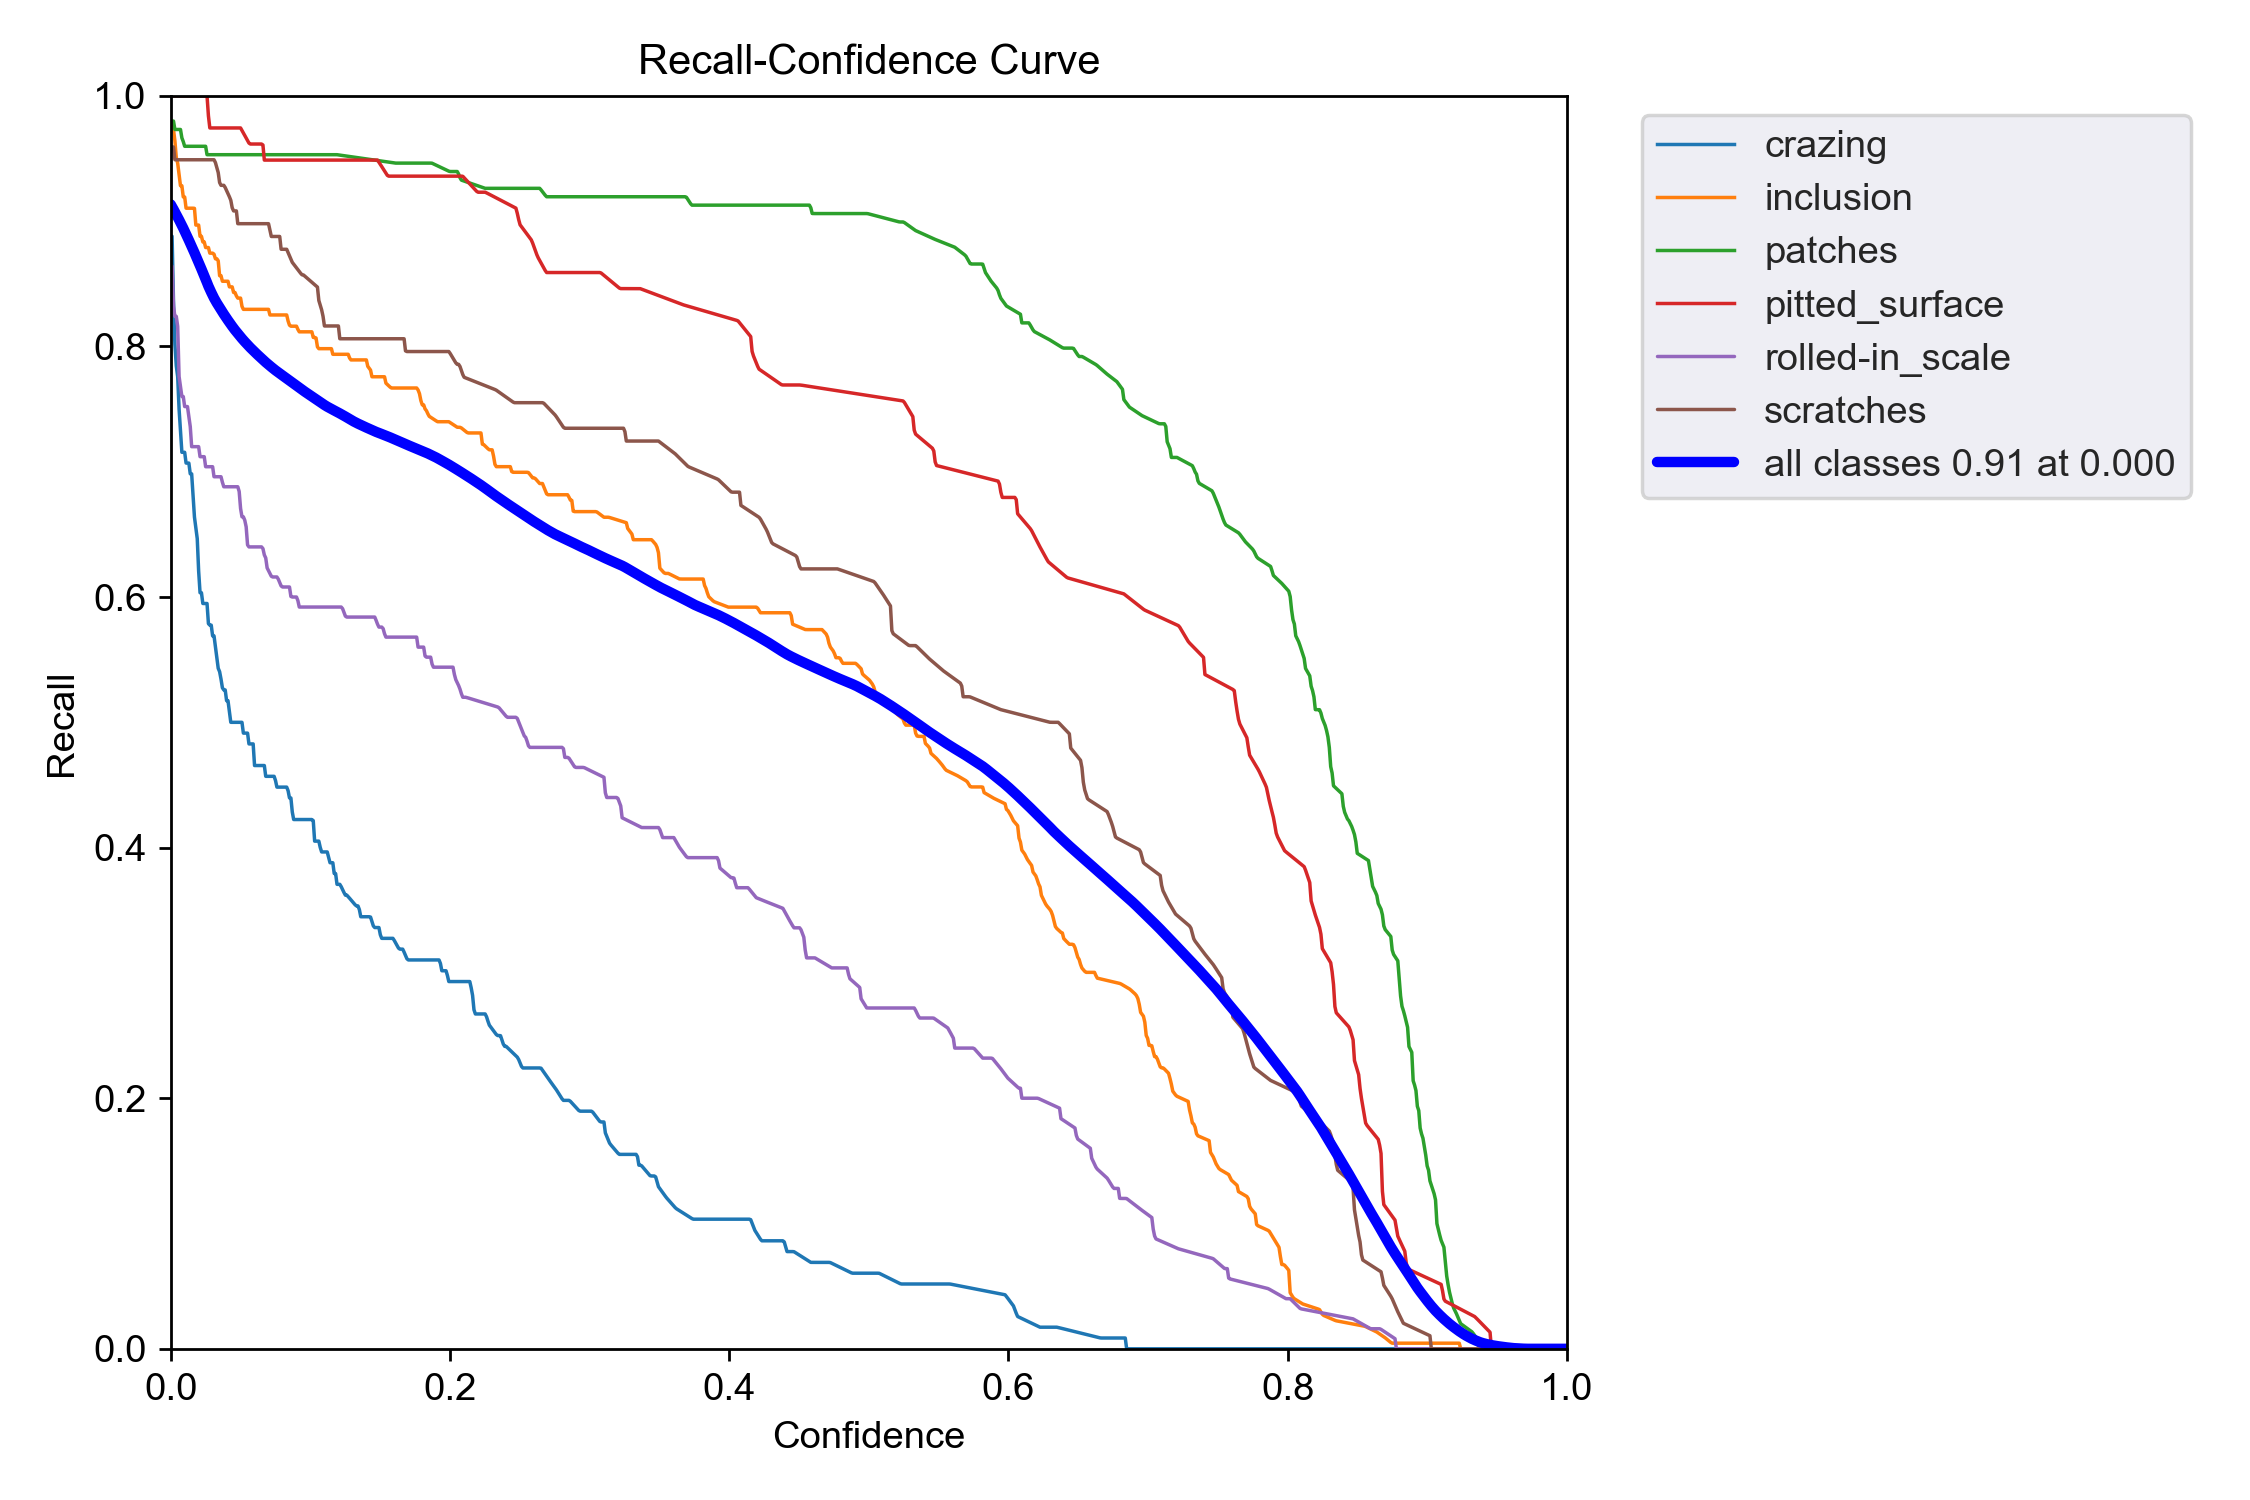 Recall-Confidence Curve
1.0
0.8
0.6
0.4
0.2
0.0
Recall
0.0 0.2 0.4 0.6 0.8 1.0
Confidence
crazing
inclusion
patches
pitted_surface
rolled-in_scale
scratches
all classes 0.91 at 0.000